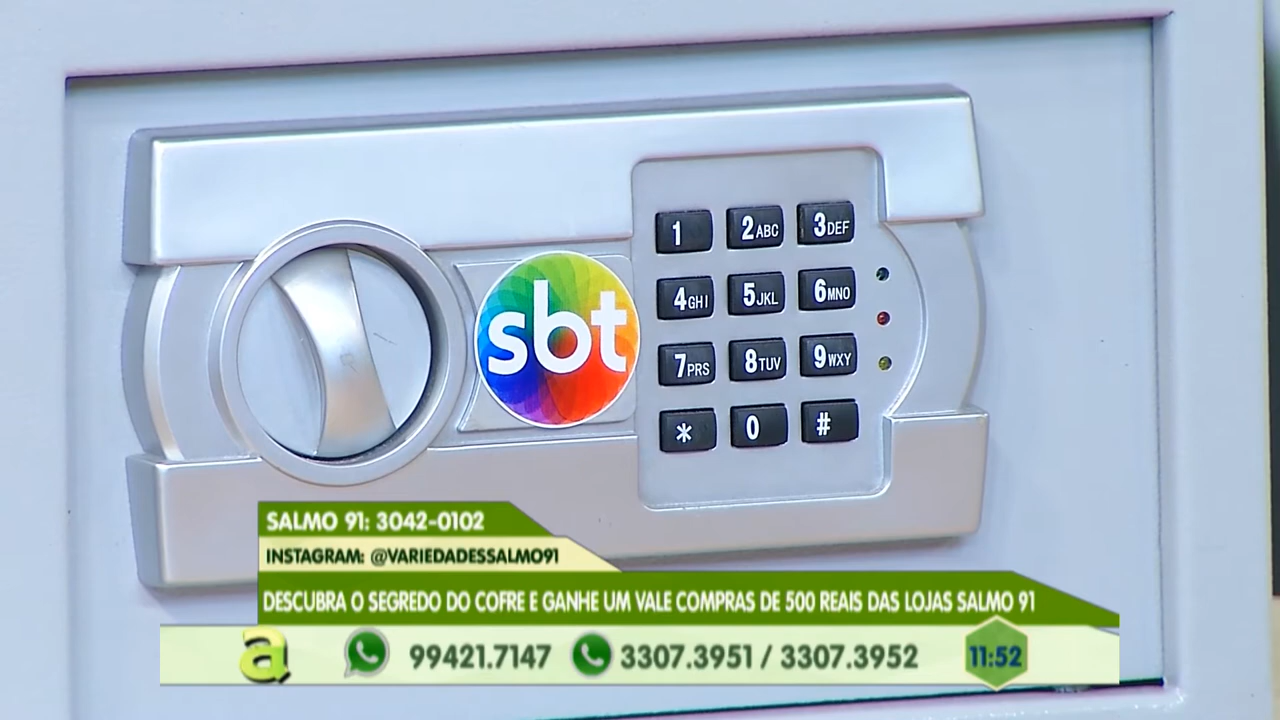 1 2ABC 3DEF
4GHI 5JKL 6MNO
7PRS 8TUV 9WXY
* 0 #
sbt
SALMO 91: 3042-0102
INSTAGRAM: @VARIEDADESSALMO91
DESCUBRA O SEGREDO DO COFRE E GANHE UM VALE COMPRAS DE 500 REAIS DAS LOJAS SALMO 91
a 99421.7147 3307.3951 / 3307.3952 11:52